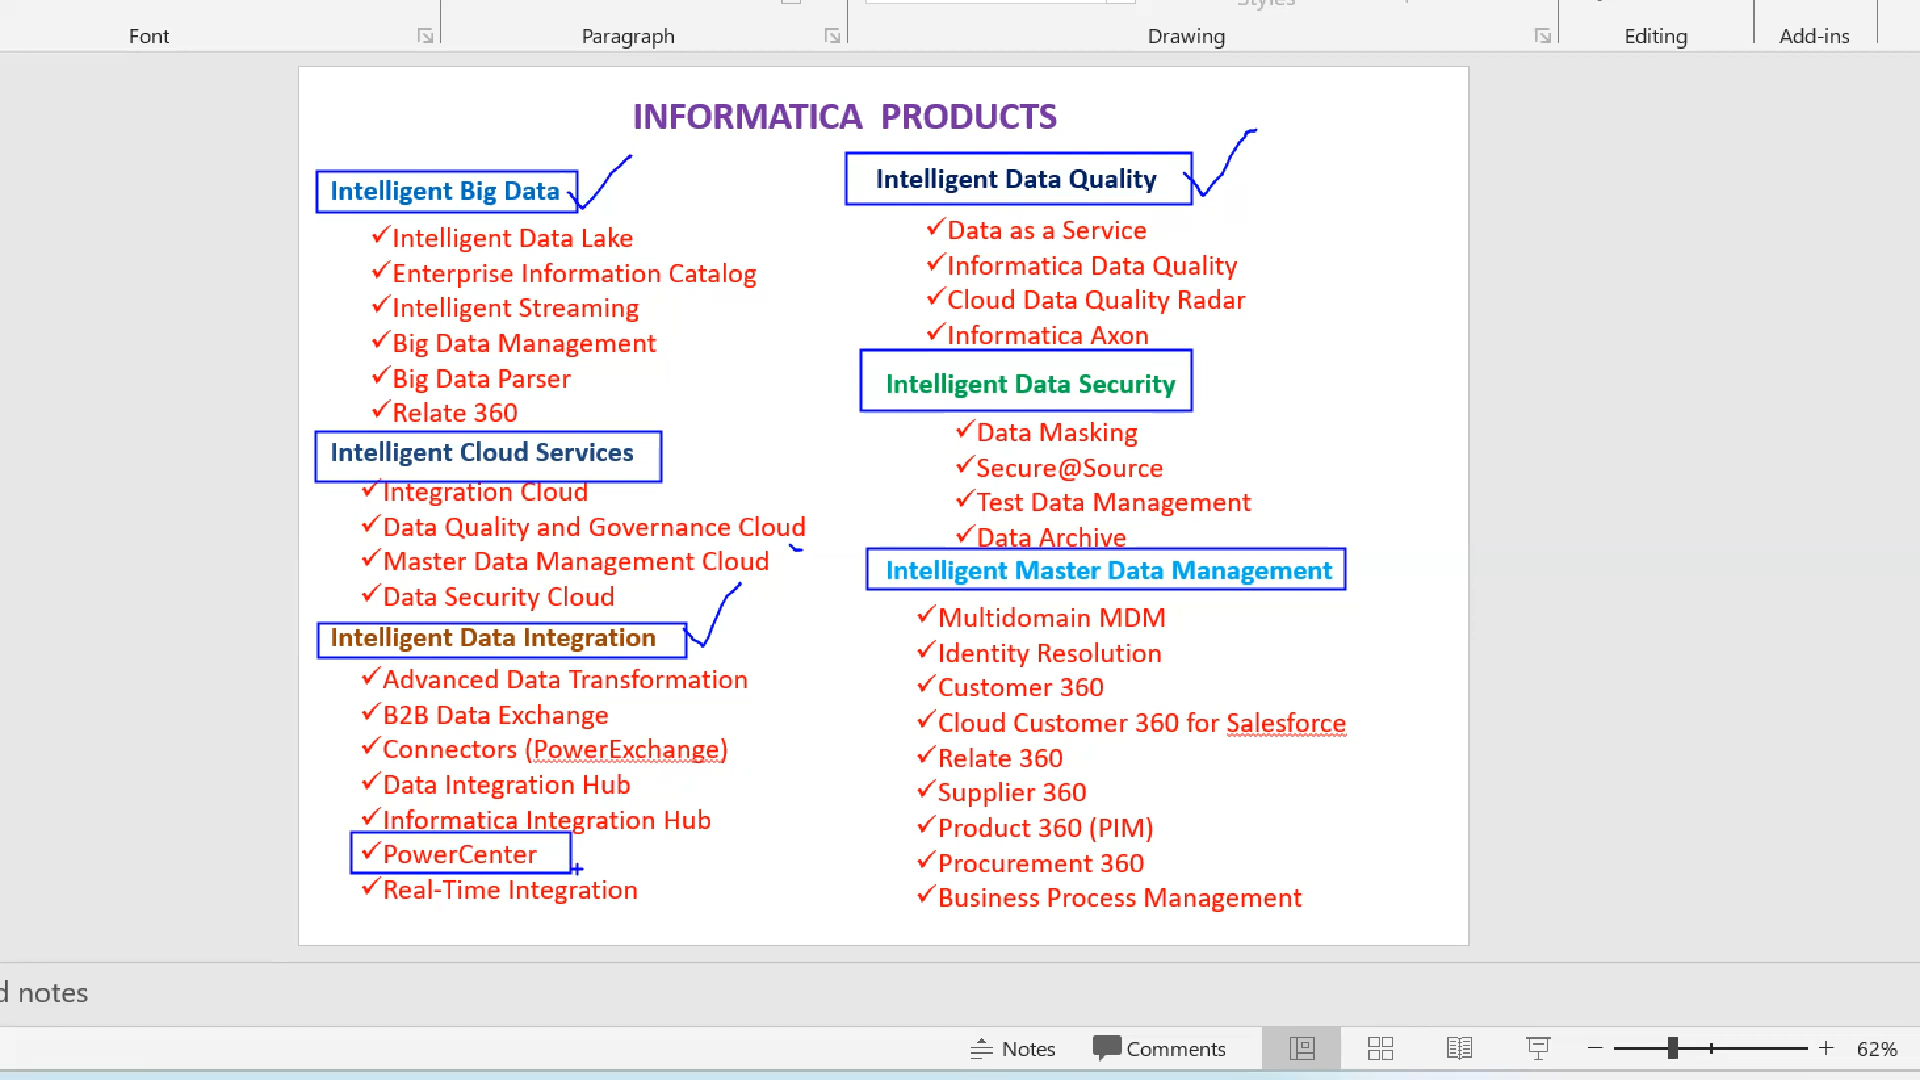 Styles
Font
Paragraph
Drawing
Editing
Add-ins
INFORMATICA PRODUCTS
Intelligent Big Data
Intelligent Data Lake
Enterprise Information Catalog
Intelligent Streaming
Big Data Management
Big Data Parser
Relate 360
Intelligent Cloud Services
Integration Cloud
Data Quality and Governance Cloud
Master Data Management Cloud
Data Security Cloud
Intelligent Data Integration
Advanced Data Transformation
B2B Data Exchange
Connectors (PowerExchange)
Data Integration Hub
Informatica Integration Hub
PowerCenter
Real-Time Integration
Intelligent Data Quality
Data as a Service
Informatica Data Quality
Cloud Data Quality Radar
Informatica Axon
Intelligent Data Security
Data Masking
Secure@Source
Test Data Management
Data Archive
Intelligent Master Data Management
Multidomain MDM
Identity Resolution
Customer 360
Cloud Customer 360 for Salesforce
Relate 360
Supplier 360
Product 360 (PIM)
Procurement 360
Business Process Management
d notes
Notes
Comments
62%